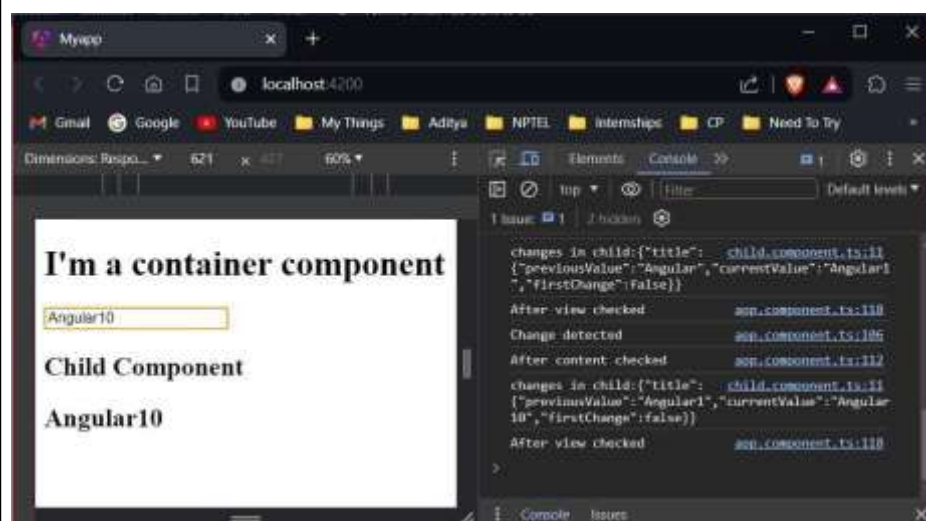 Myapp
localhost:4200
Gmail Google YouTube My Things Aditya NPTEL Internships CP Need To Try
Dimensions: Respo... 621 x 60%
Elements Console 1
top Filter Default levels
1 Issue: 1 2 hidden
I'm a container component
Angular10
Child Component
Angular10
changes in child:{"title": child.component.ts:11
{"previousValue":"Angular","currentValue":"Angular1
","firstChange":false}}
After view checked app.component.ts:118
Change detected app.component.ts:106
After content checked app.component.ts:112
changes in child:{"title": child.component.ts:11
{"previousValue":"Angular1","currentValue":"Angular
10","firstChange":false}}
After view checked app.component.ts:118
Console Issues